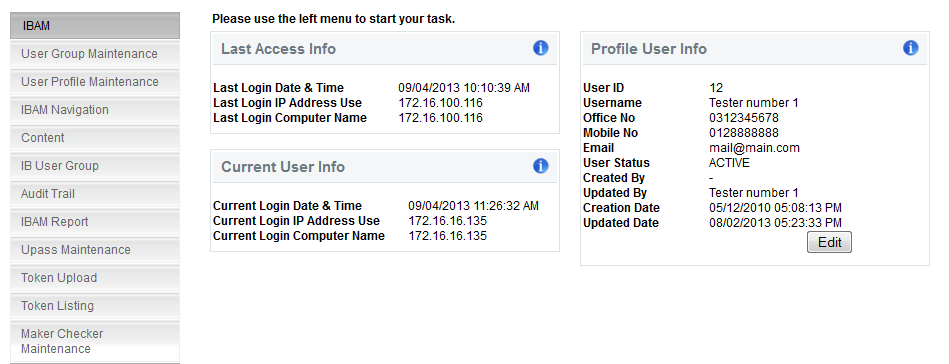 IBAM
User Group Maintenance
User Profile Maintenance
IBAM Navigation
Content
IB User Group
Audit Trail
IBAM Report
Upass Maintenance
Token Upload
Token Listing
Maker Checker
Maintenance
Please use the left menu to start your task.
Last Access Info
Last Login Date & Time 09/04/2013 10:10:39 AM
Last Login IP Address Use 172.16.100.116
Last Login Computer Name 172.16.100.116
Current User Info
Current Login Date & Time 09/04/2013 11:26:32 AM
Current Login IP Address Use 172.16.16.135
Current Login Computer Name 172.16.16.135
Profile User Info
User ID 12
Username Tester number 1
Office No 0312345678
Mobile No 0128888888
Email mail@main.com
User Status ACTIVE
Created By -
Updated By Tester number 1
Creation Date 05/12/2010 05:08:13 PM
Updated Date 08/02/2013 05:23:33 PM
Edit